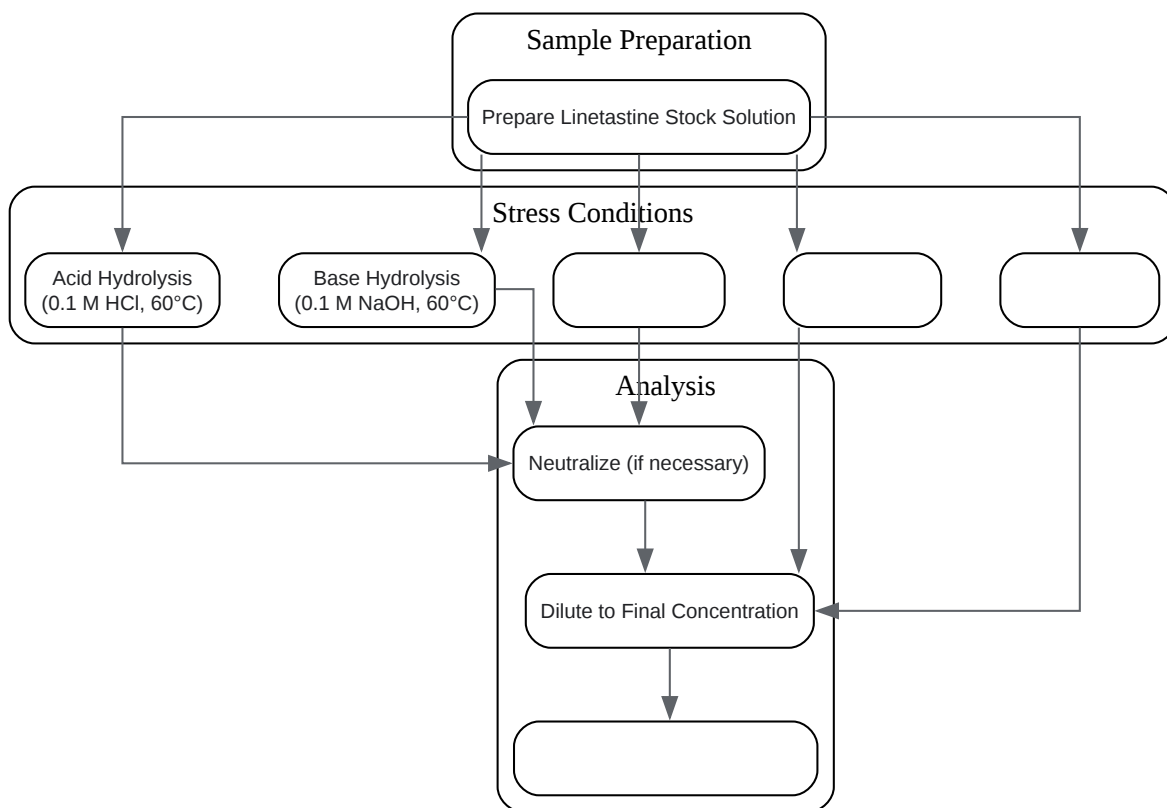 Sample Preparation
Prepare Linetastine Stock Solution
Stress Conditions
Acid Hydrolysis
(0.1 M HCl, 60°C)
Base Hydrolysis
(0.1 M NaOH, 60°C)
Analysis
Neutralize (if necessary)
Dilute to Final Concentration